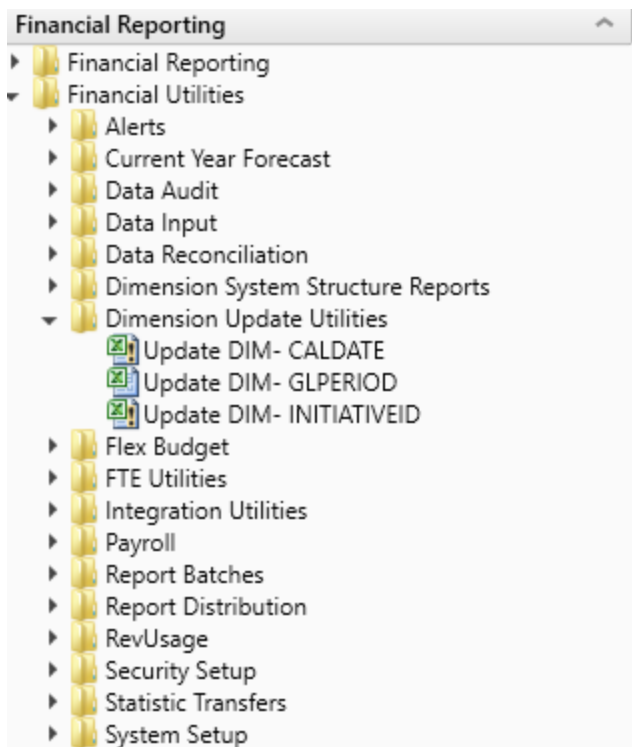 Financial Reporting
Financial Reporting
Financial Utilities
Alerts
Current Year Forecast
Data Audit
Data Input
Data Reconciliation
Dimension System Structure Reports
Dimension Update Utilities
Update DIM- CALDATE
Update DIM- GLPERIOD
Update DIM- INITIATIVEID
Flex Budget
FTE Utilities
Integration Utilities
Payroll
Report Batches
Report Distribution
RevUsage
Security Setup
Statistic Transfers
System Setup